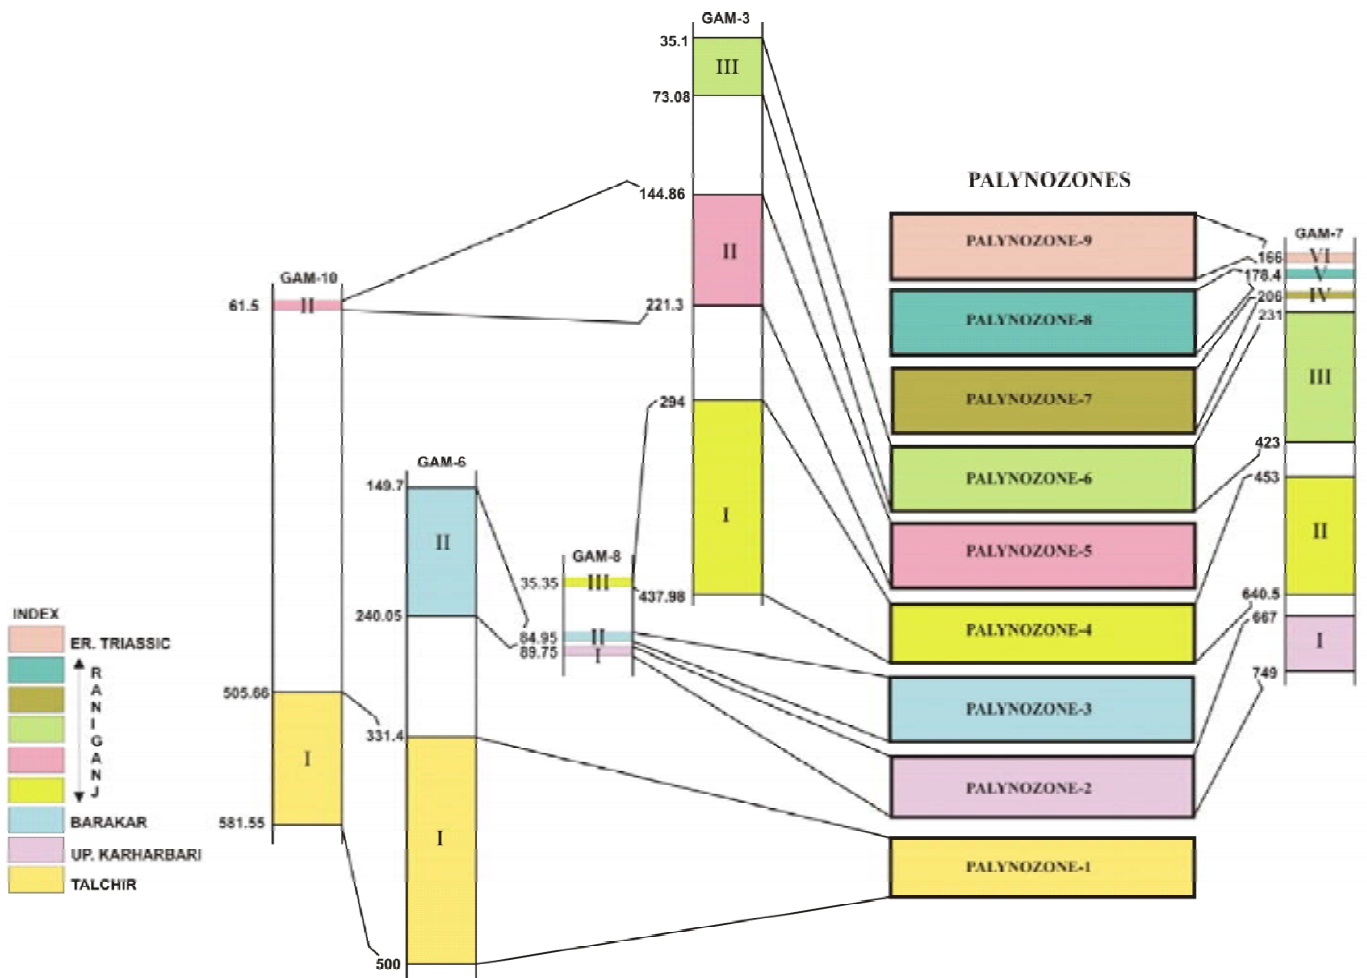 GAM-3
35.1
III
73.08
144.86
II
221.3
294
I
437.98
PALYNOZONES
PALYNOZONE-9
PALYNOZONE-8
PALYNOZONE-7
PALYNOZONE-6
PALYNOZONE-5
PALYNOZONE-4
PALYNOZONE-3
PALYNOZONE-2
PALYNOZONE-1
GAM-7
166
VI
178.4
V
206
IV
231
III
423
453
II
640.5
667
I
749
GAM-10
61.5
II
505.66
I
581.55
GAM-6
149.7
II
240.05
331.4
I
500
GAM-8
35.35
III
84.95
II
89.75
I
INDEX
ER. TRIASSIC
RANIGANJ
BARAKAR
UP. KARHARBARI
TALCHIR